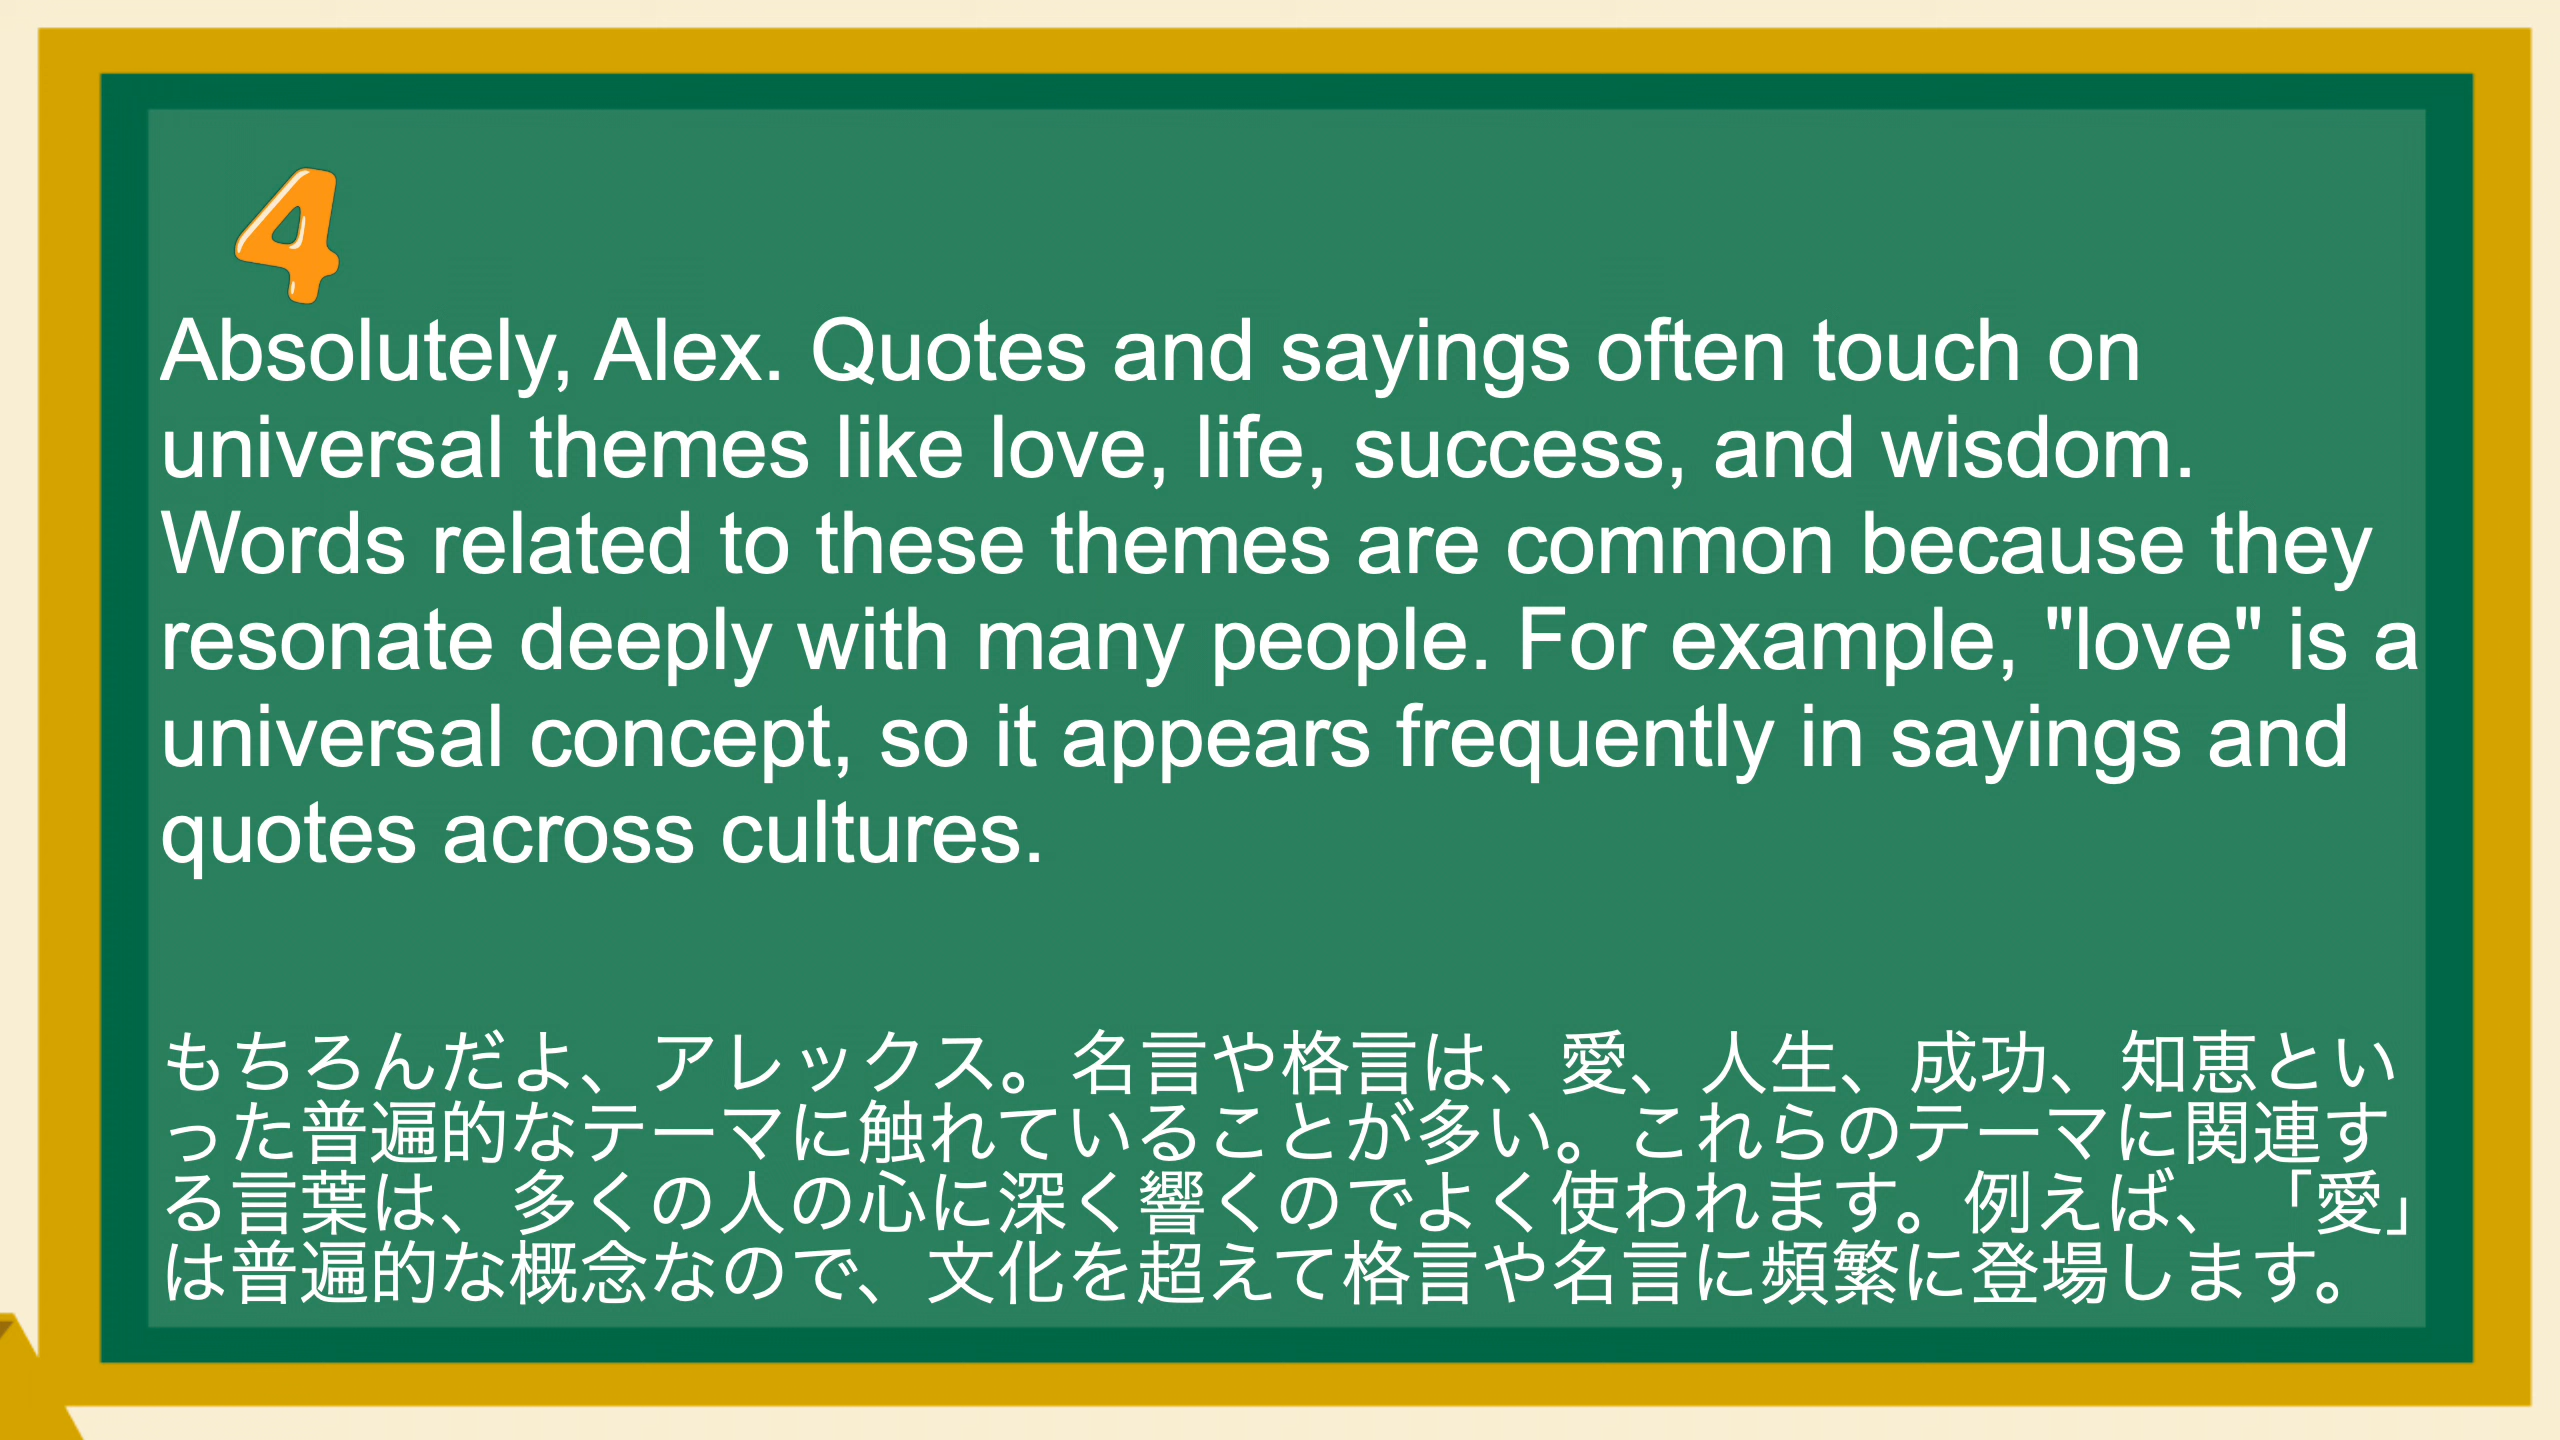 4
Absolutely, Alex. Quotes and sayings often touch on
universal themes like love, life, success, and wisdom.
Words related to these themes are common because they
resonate deeply with many people. For example, "love" is a
universal concept, so it appears frequently in sayings and
quotes across cultures.
もちろんだよ、アレックス。名言や格言は、愛、人生、成功、知恵とい
った普遍的なテーマに触れていることが多い。これらのテーマに関連す
る言葉は、多くの人の心に深く響くのでよく使われます。例えば、「愛」
は普遍的な概念なので、文化を超えて格言や名言に頻繁に登場します。